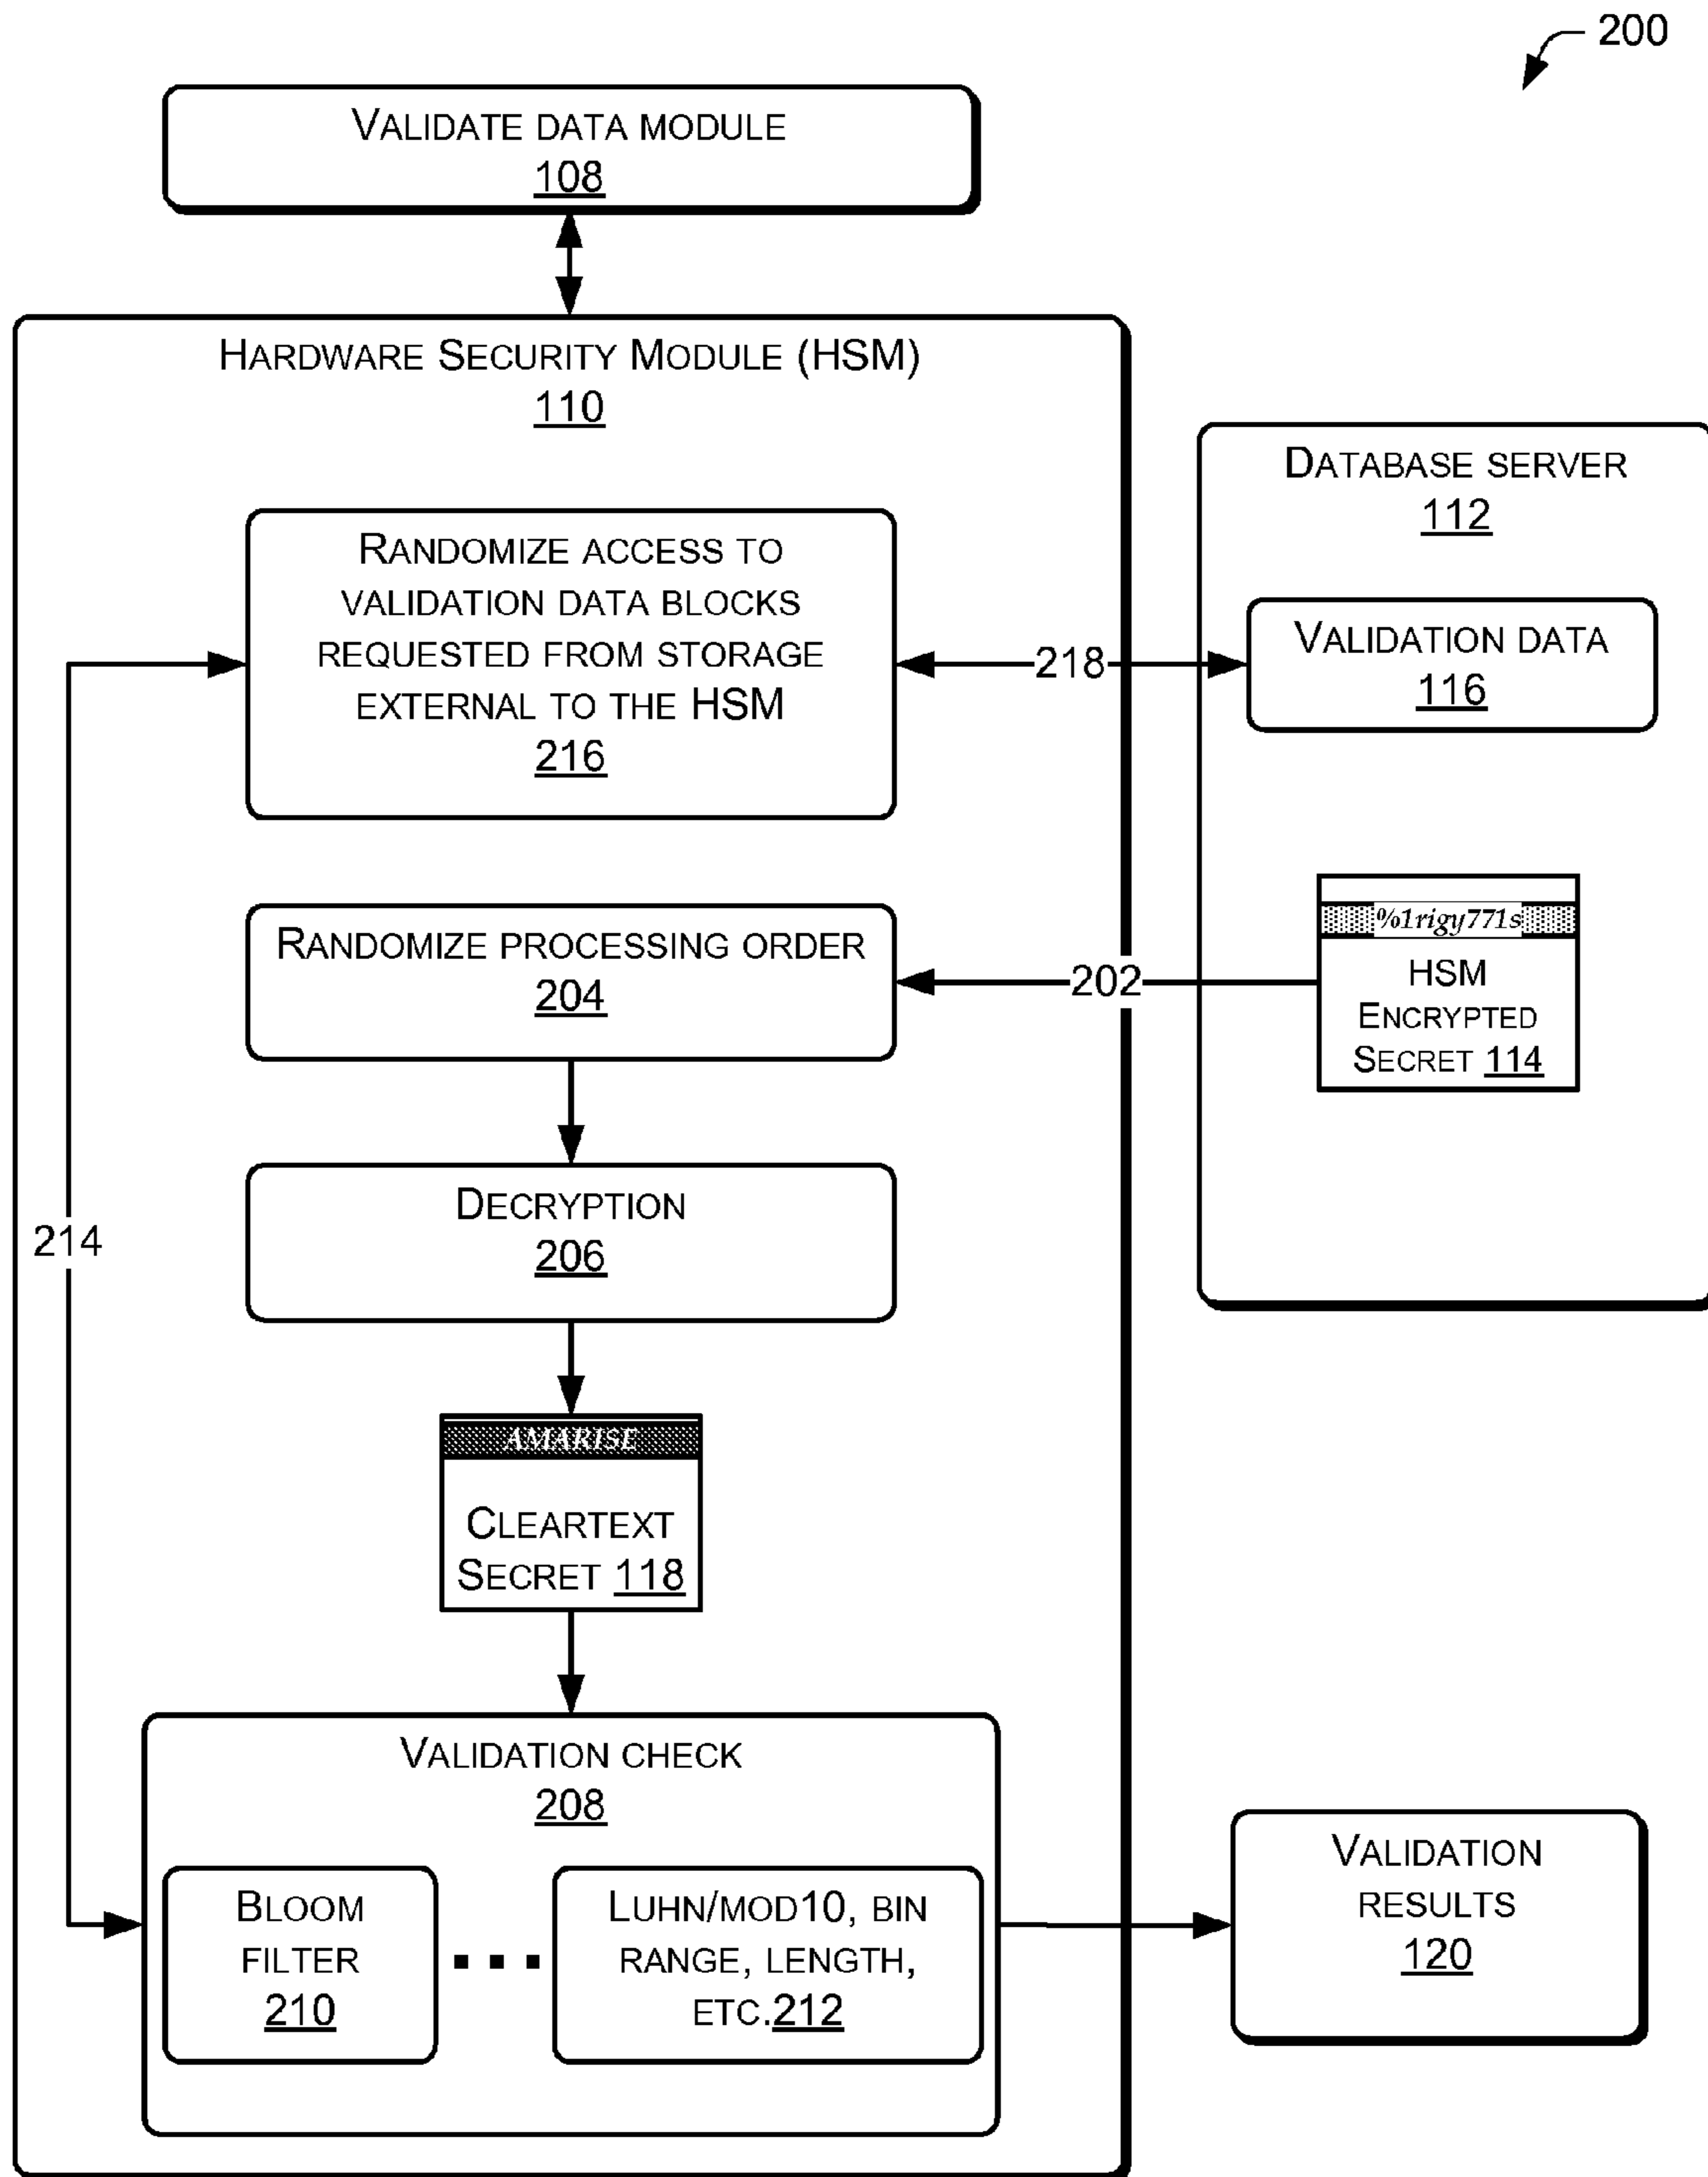 200
VALIDATE DATA MODULE
108
HARDWARE SECURITY MODULE (HSM)
110
RANDOMIZE ACCESS TO
VALIDATION DATA BLOCKS
REQUESTED FROM STORAGE
EXTERNAL TO THE HSM
216
218
DATABASE SERVER
112
VALIDATION DATA
116
%1rigy771s
HSM
ENCRYPTED
SECRET 114
202
RANDOMIZE PROCESSING ORDER
204
DECRYPTION
206
214
AMARISE
CLEARTEXT
SECRET 118
VALIDATION CHECK
208
BLOOM
FILTER
210
LUHN/MOD10, BIN
RANGE, LENGTH,
ETC.212
VALIDATION
RESULTS
120